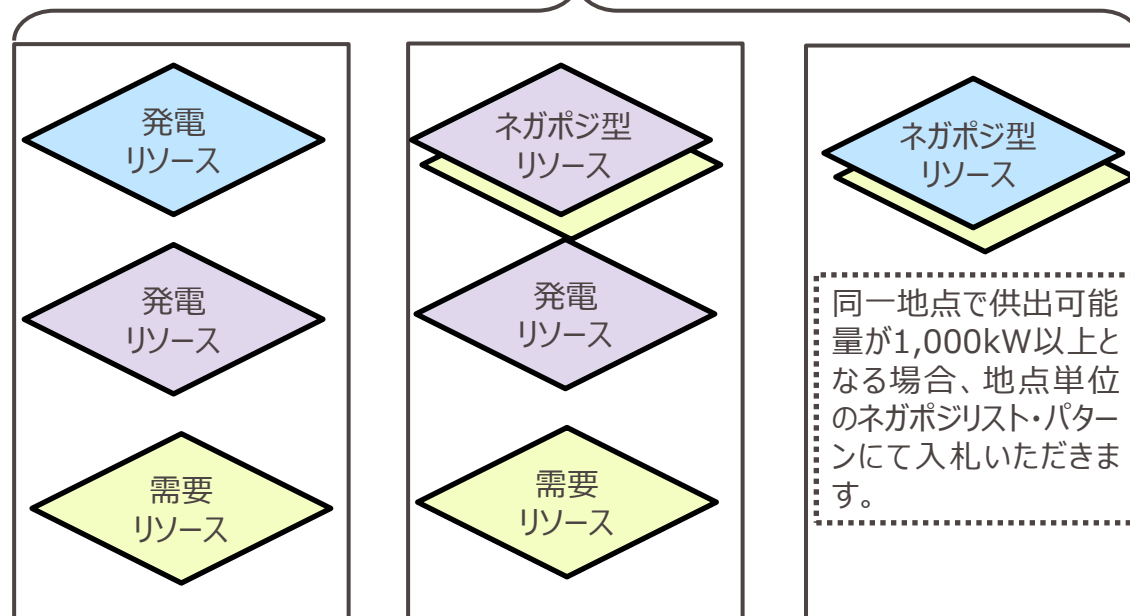 発電
リソース
発電
リソース
需要
リソース
ネガポジ型
リソース
発電
リソース
需要
リソース
ネガポジ型
リソース
同一地点で供出可能
量が1,000kW以上と
なる場合、地点単位
のネガポジリスト・パター
ンにて入札いただきま
す。